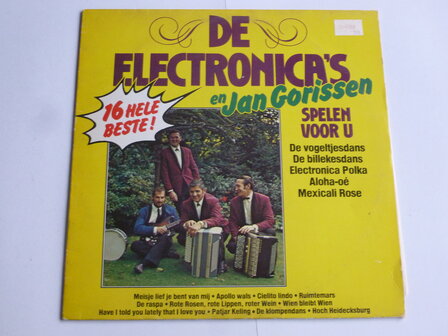 DE
ELECTRONICA'S
en Jan Gorissen
16 HELE
BESTE!
SPELEN
VOOR U
De vogeltjesdans
De billekesdans
Electronica Polka
Aloha-oé
Mexicali Rose
Meisje lief je bent van mij • Apollo wals • Cielito lindo • Ruimtemars
De raspa • Rote Rosen, rote Lippen, roter Wein • Wien bleibt Wien
Have I told you lately that I love you • Patjar Keling • De klompendans • Hoch Heidecksburg